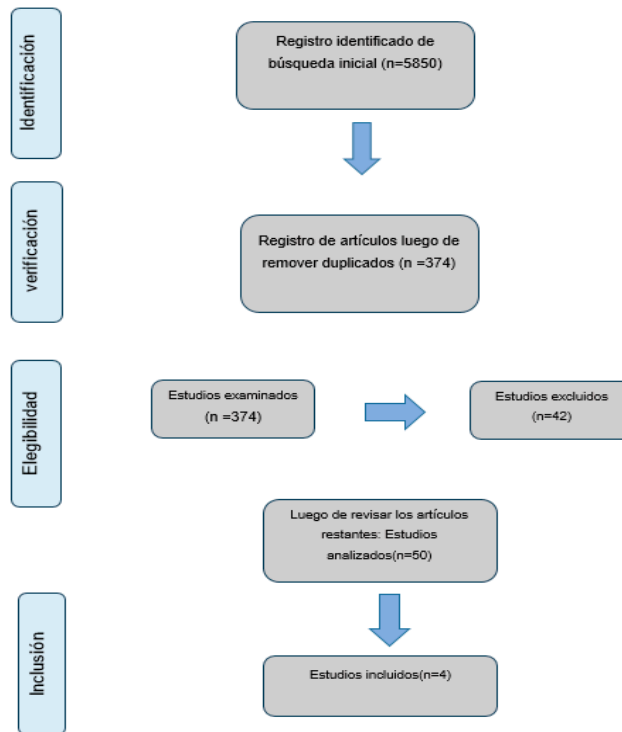 Identificación
Registro identificado de
búsqueda inicial (n=5850)
verificación
Registro de artículos luego de
remover duplicados (n =374)
Elegibilidad
Estudios examinados
(n =374)
Estudios excluidos
(n=42)
Luego de revisar los artículos
restantes: Estudios
analizados(n=50)
Inclusión
Estudios incluidos(n=4)